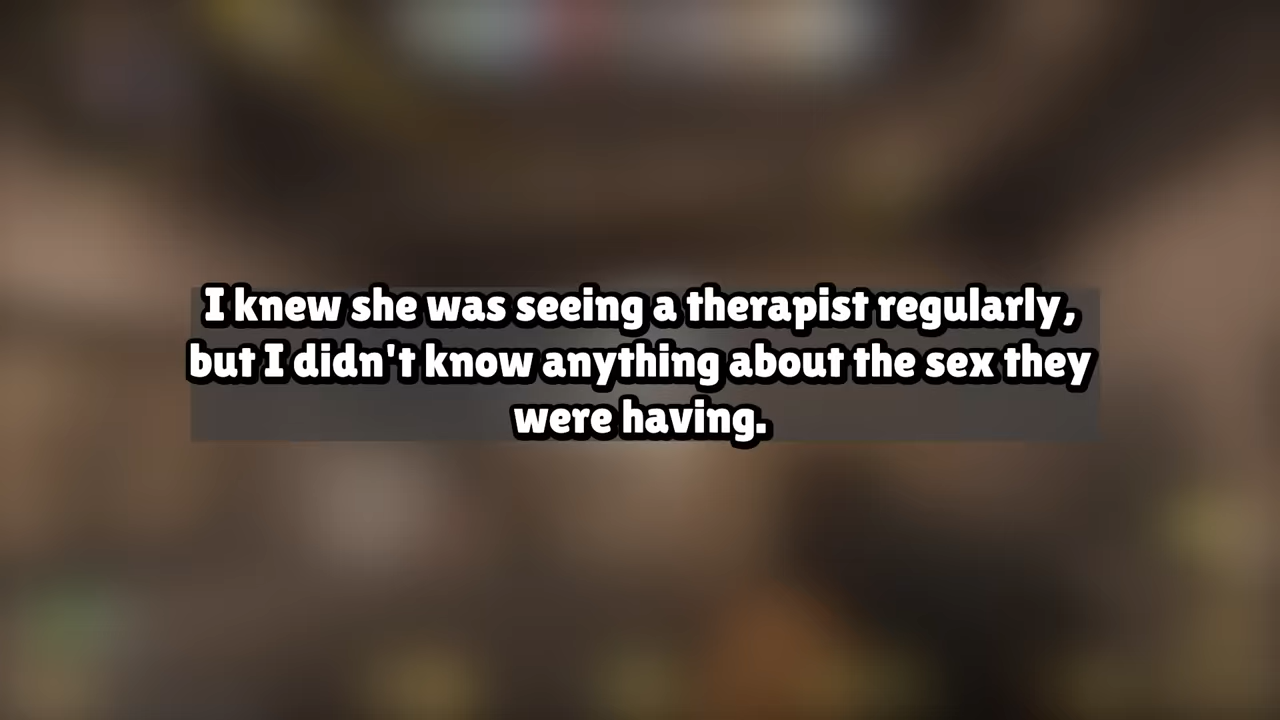 I knew she was seeing a therapist regularly,
but I didn't know anything about the sex they
were having.